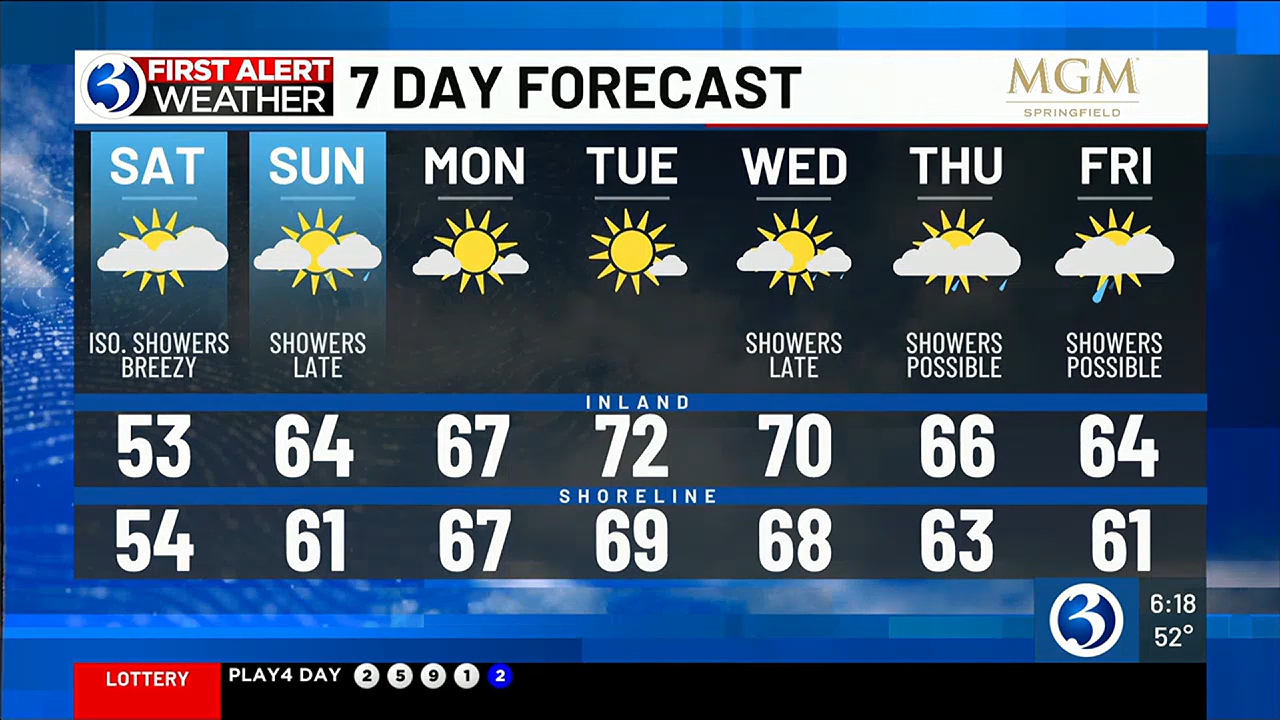 3 FIRST ALERT WEATHER
7 DAY FORECAST
MGM
SPRINGFIELD
SAT SUN MON TUE WED THU FRI
ISO. SHOWERS BREEZY
SHOWERS LATE
SHOWERS LATE
SHOWERS POSSIBLE
SHOWERS POSSIBLE
INLAND
53 64 67 72 70 66 64
SHORELINE
54 61 67 69 68 63 61
3
6:18
52°
LOTTERY PLAY4 DAY 2 5 9 1 2